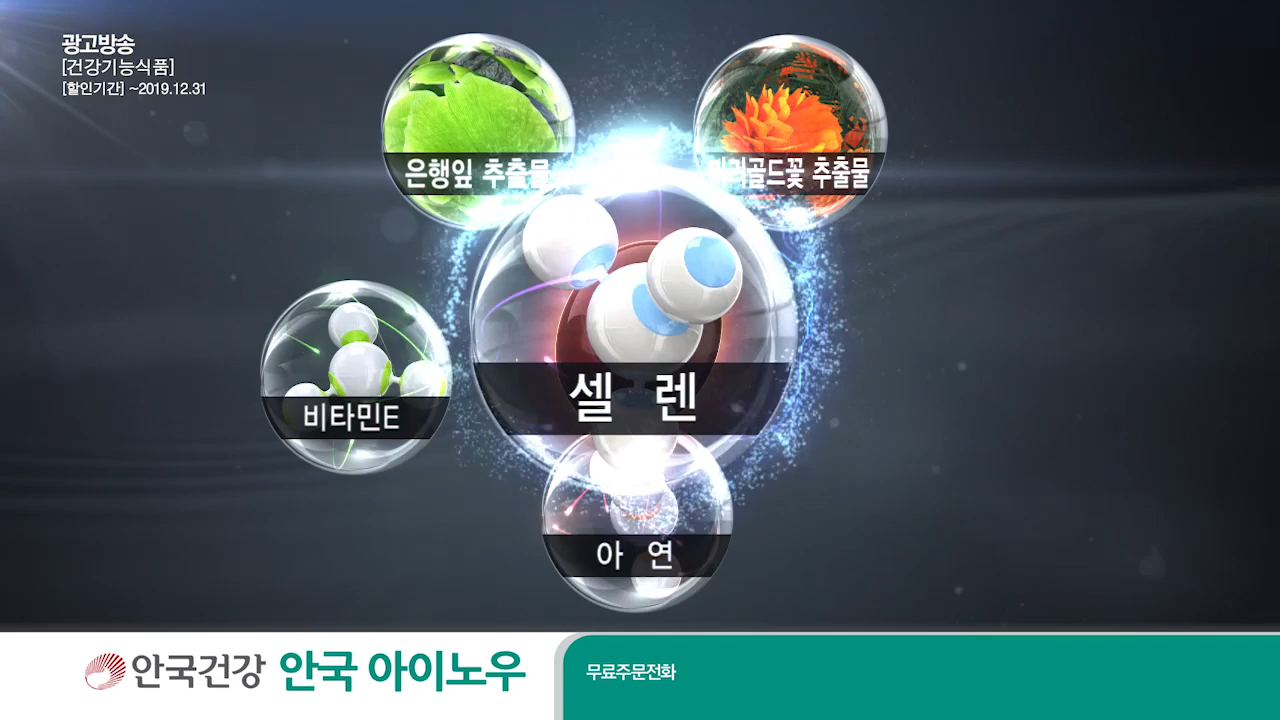 광고방송
[건강기능식품]
[할인기간] ~2019.12.31
은행잎 추출물
마리골드꽃 추출물
셀 렌
비타민E
아 연
안국건강 안국 아이노우
무료주문전화